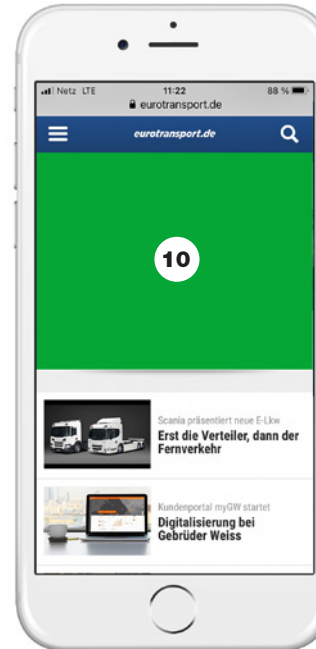 Netz LTE 11:22 88 %
eurotransport.de
eurotransport.de
10
Scania präsentiert neue E-Lkw
Erst die Verteiler, dann der
Fernverkehr
Kundenportal myGW startet
Digitalisierung bei
Gebrüder Weiss